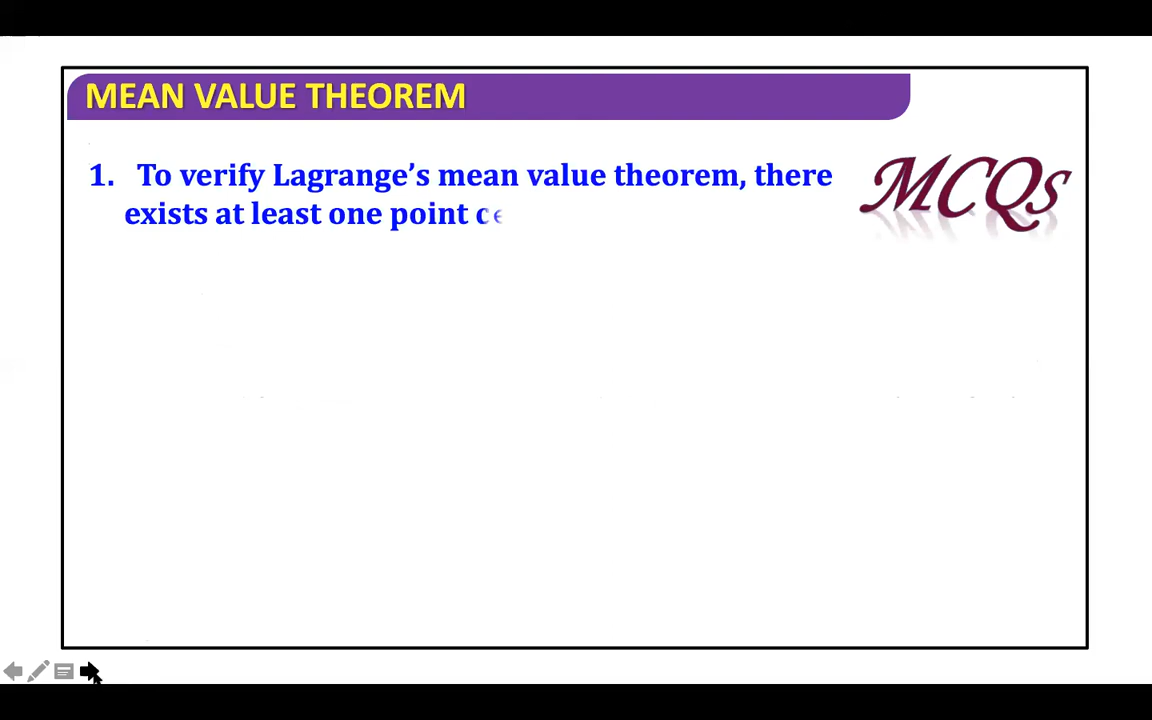 MEAN VALUE THEOREM
1. To verify Lagrange's mean value theorem, there
exists at least one point c
MCQs